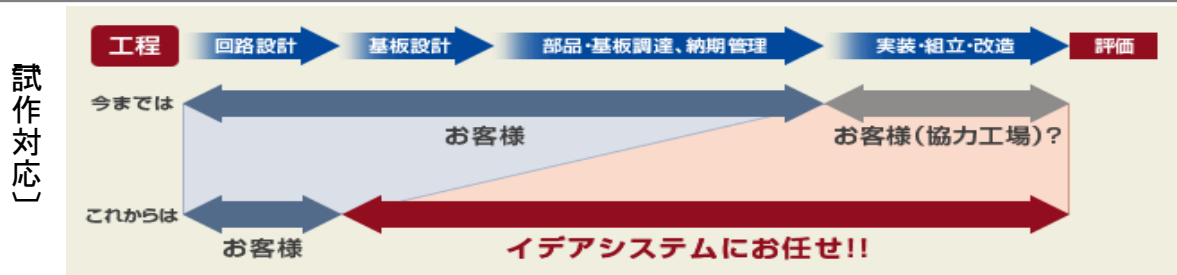 試作対応〕
工程 回路設計 基板設計 部品・基板調達、納期管理 実装・組立・改造 評価
今までは
お客様 お客様(協力工場)?
これからは
お客様 イデアシステムにお任せ!!